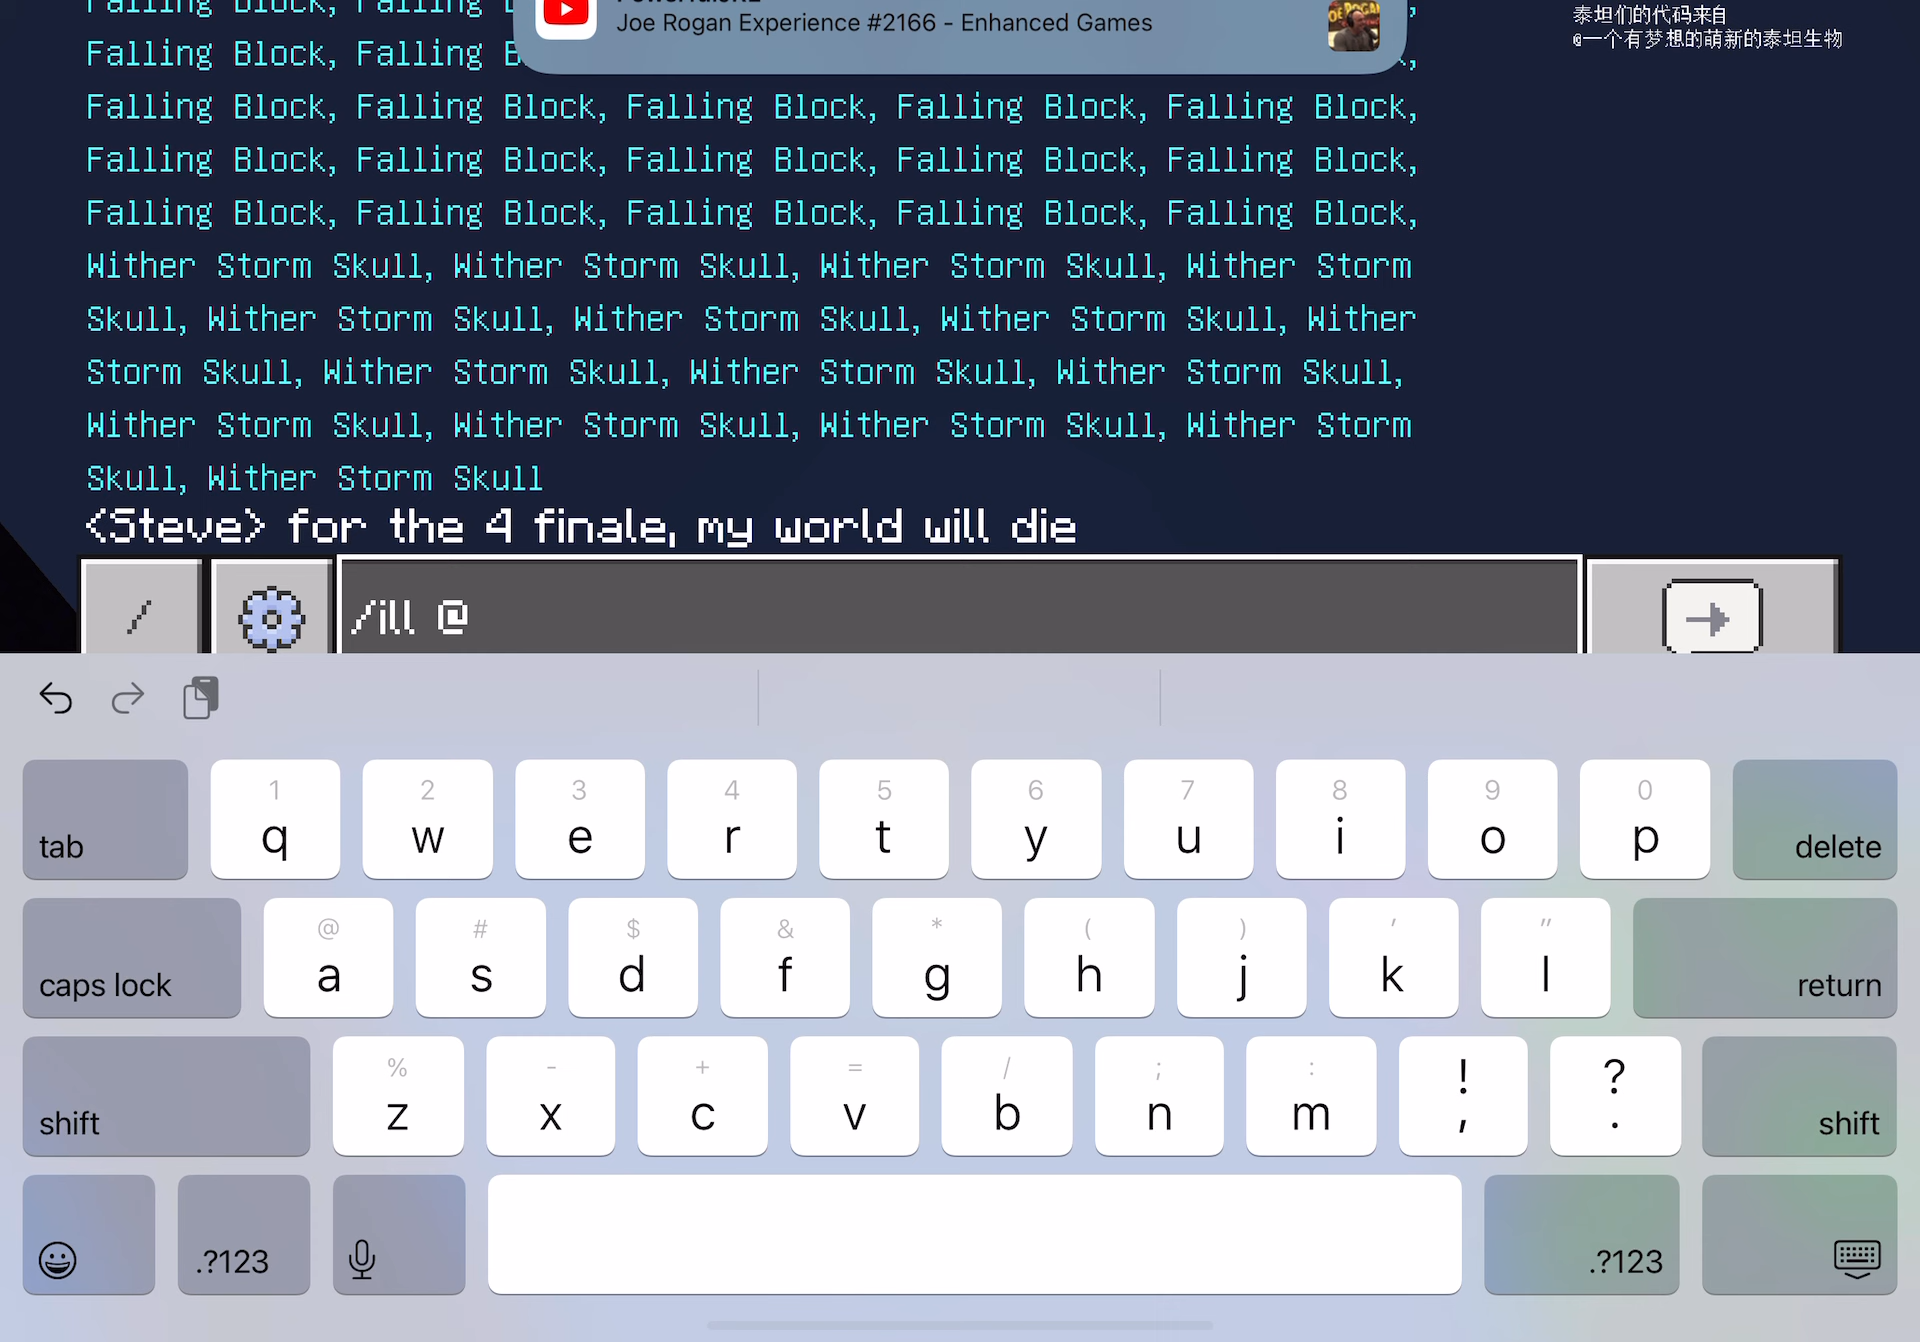 Joe Rogan Experience #2166 - Enhanced Games
泰坦们的代码来自
@一个有梦想的萌新的泰坦生物
Falling Block, Falling
Falling Block, Falling Block, Falling Block, Falling Block, Falling Block,
Falling Block, Falling Block, Falling Block, Falling Block, Falling Block,
Falling Block, Falling Block, Falling Block, Falling Block, Falling Block,
Wither Storm Skull, Wither Storm Skull, Wither Storm Skull, Wither Storm
Skull, Wither Storm Skull, Wither Storm Skull, Wither Storm Skull, Wither
Storm Skull, Wither Storm Skull, Wither Storm Skull, Wither Storm Skull,
Wither Storm Skull, Wither Storm Skull, Wither Storm Skull, Wither Storm
Skull, Wither Storm Skull
<Steve> for the 4 finale, my world will die
/ /ill @
tab 1 q 2 w 3 e 4 r 5 t 6 y 7 u 8 i 9 o 0 p delete
caps lock @ a # s $ d & f * g ( h ) j ' k " l return
shift % z - x + c = v / b ; n : m ! , ? . shift
.?123 .?123